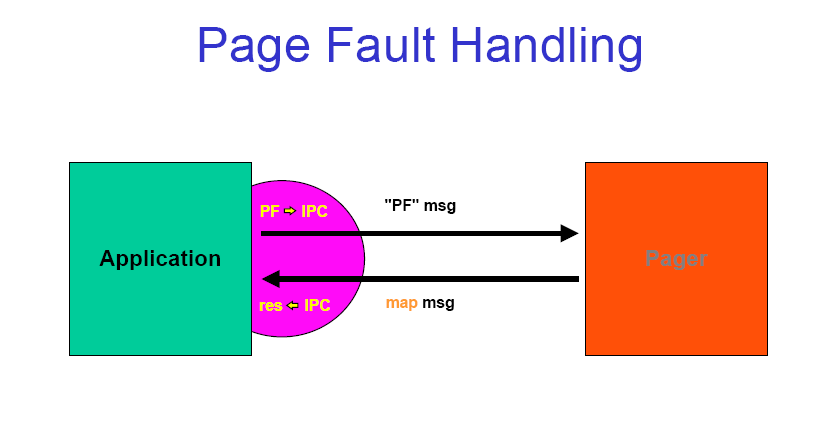 Page Fault Handling
"PF" msg
PF ⇨ IPC
Application
Pager
res ⇦ IPC
map msg